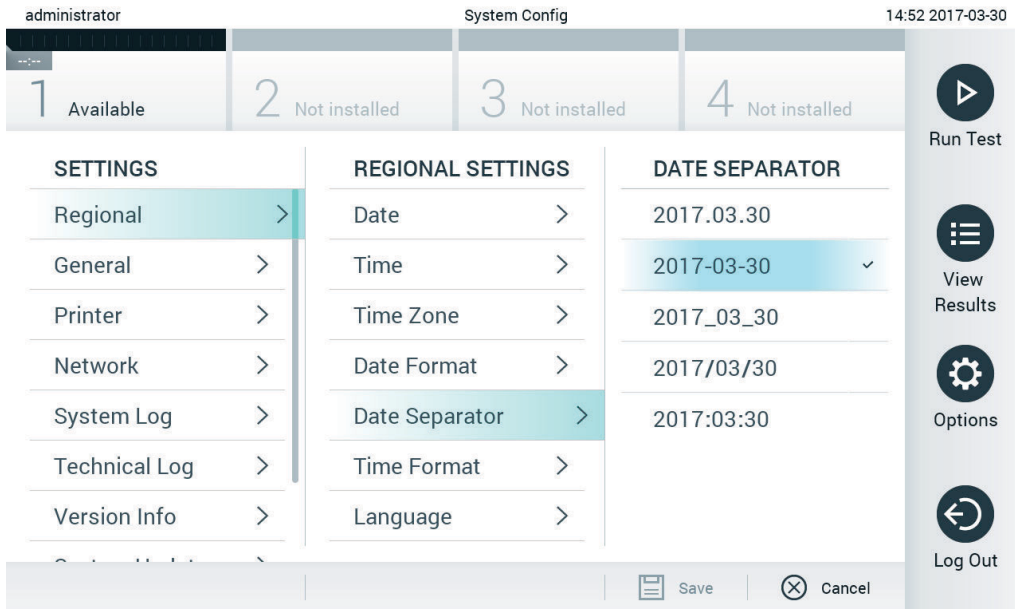 administrator
System Config
14:52 2017-03-30
--:--
1 Available
2 Not installed
3 Not installed
4 Not installed
SETTINGS
Regional
General
Printer
Network
System Log
Technical Log
Version Info
REGIONAL SETTINGS
Date
Time
Time Zone
Date Format
Date Separator
Time Format
Language
DATE SEPARATOR
2017.03.30
2017-03-30
2017_03_30
2017/03/30
2017:03:30
Run Test
View
Results
Options
Log Out
Save
Cancel